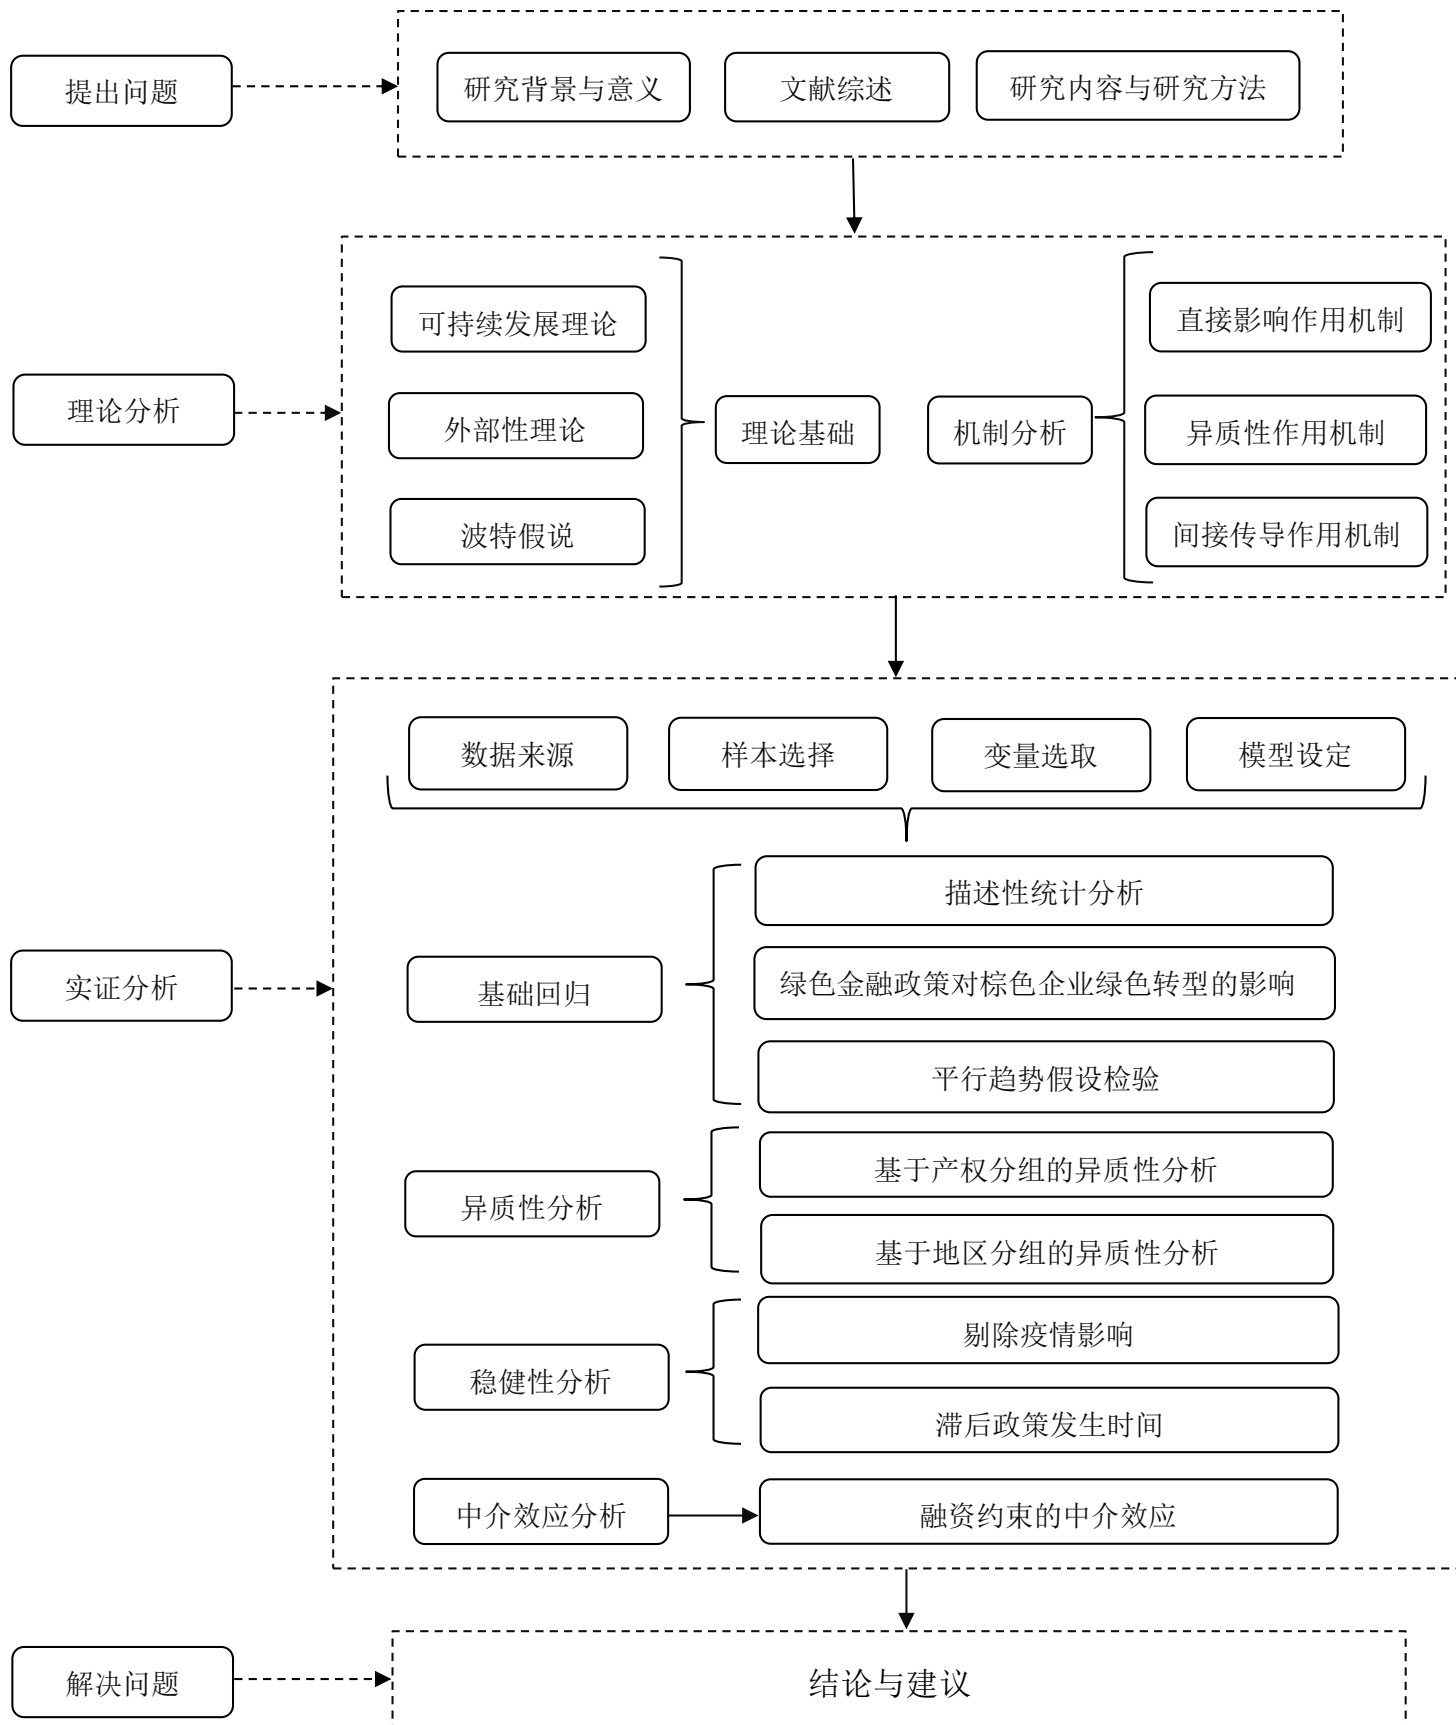 提出问题
研究背景与意义
文献综述
研究内容与研究方法
理论分析
可持续发展理论
外部性理论
波特假说
理论基础
机制分析
直接影响作用机制
异质性作用机制
间接传导作用机制
实证分析
数据来源
样本选择
变量选取
模型设定
基础回归
描述性统计分析
绿色金融政策对棕色企业绿色转型的影响
平行趋势假设检验
异质性分析
基于产权分组的异质性分析
基于地区分组的异质性分析
稳健性分析
剔除疫情影响
滞后政策发生时间
中介效应分析
融资约束的中介效应
解决问题
结论与建议